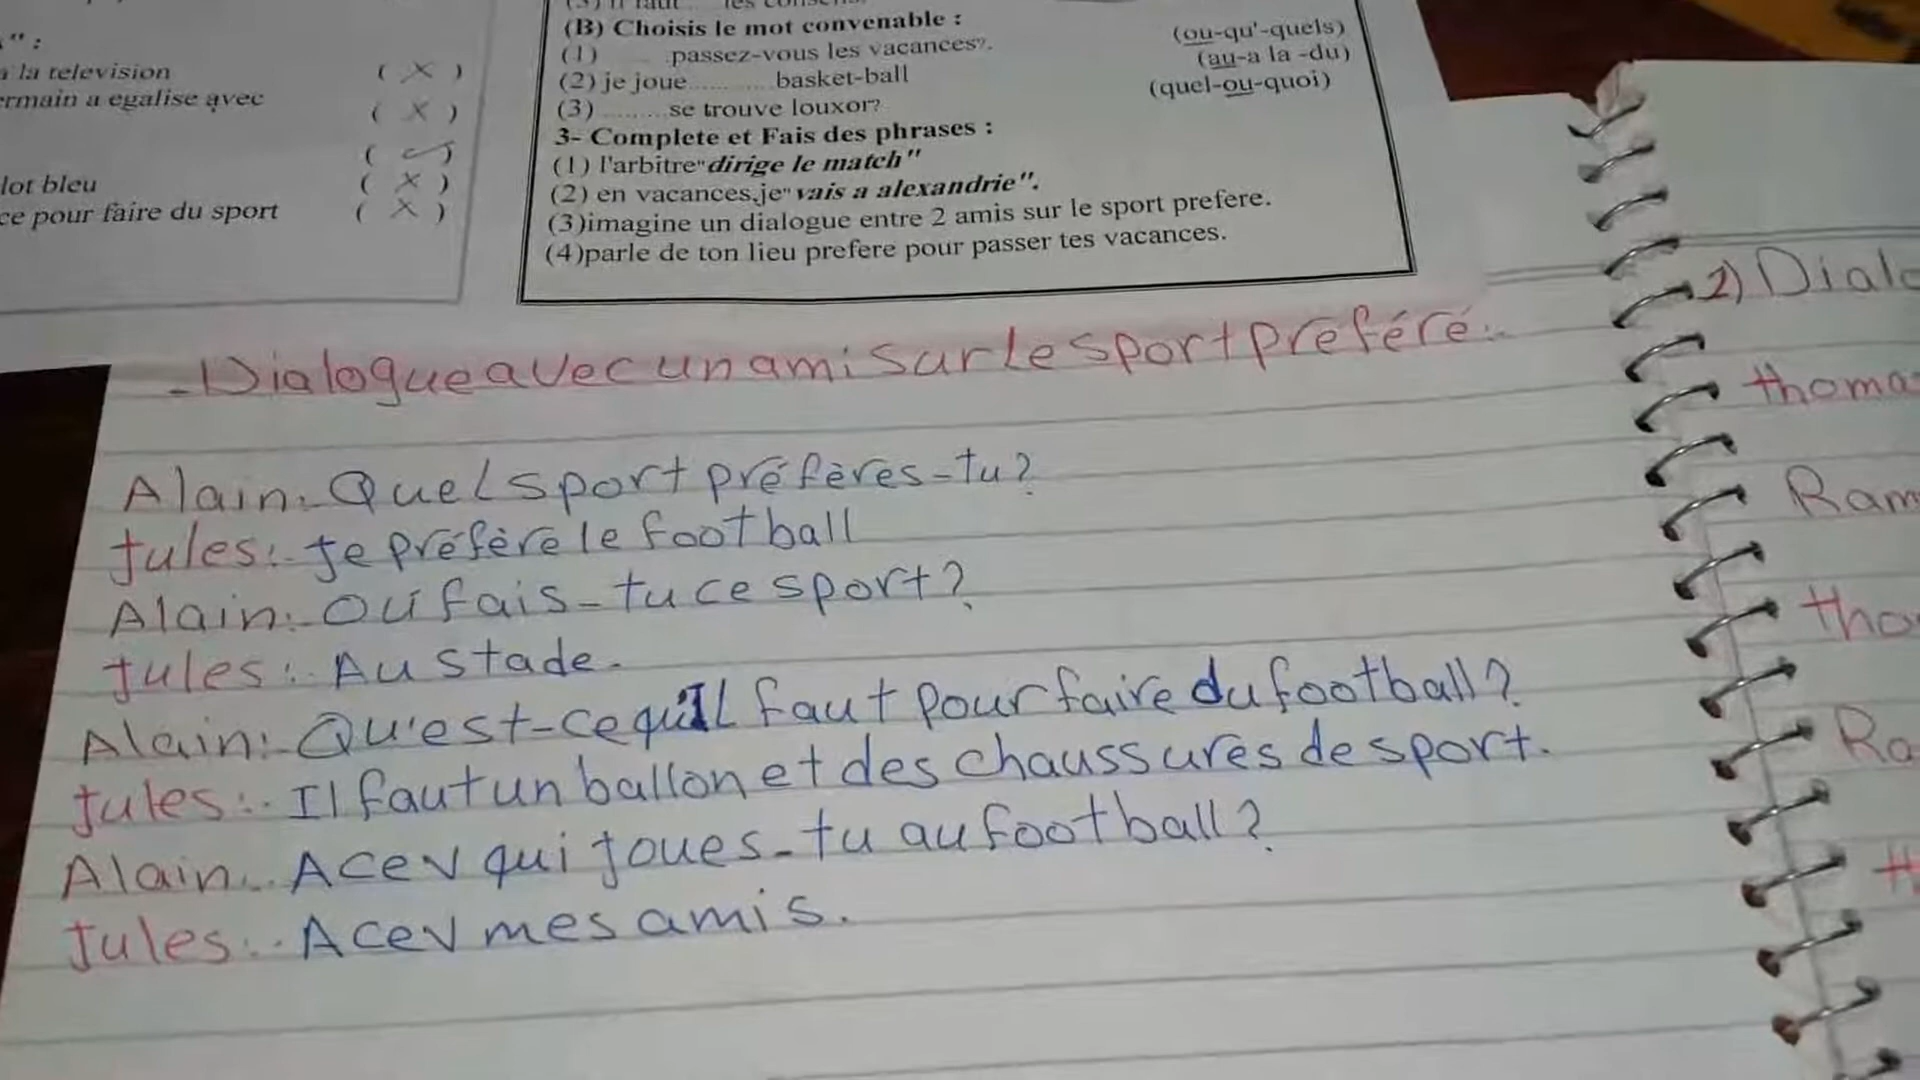 ":
a la television ( X )
ermain a egalise avec ( X )
( ✓ )
lot bleu ( X )
ce pour faire du sport ( X )
(B) Choisis le mot convenable :
(1) passez-vous les vacances?. (ou-qu'-quels)
(2) je joue........ basket-ball (au-a la -du)
(3) ........se trouve louxor? (quel-ou-quoi)
3- Complete et Fais des phrases :
(1) l'arbitre"dirige le match"
(2) en vacances,je"vais a alexandrie".
(3)imagine un dialogue entre 2 amis sur le sport prefere.
(4)parle de ton lieu prefere pour passer tes vacances.
- Dialogue avec un ami sur le sport préféré.
Alain: Quel sport préfères-tu?
Jules: Je préfère le football
Alain: Où fais-tu ce sport?
Jules: Au stade.
Alain: Qu'est-ce qu'il faut pour faire du football?
Jules: Il faut un ballon et des chaussures de sport.
Alain: Acev qui joues-tu au football?
Jules: Acev mes amis.
2) Dialo
thomas
Ram
tho
Ra